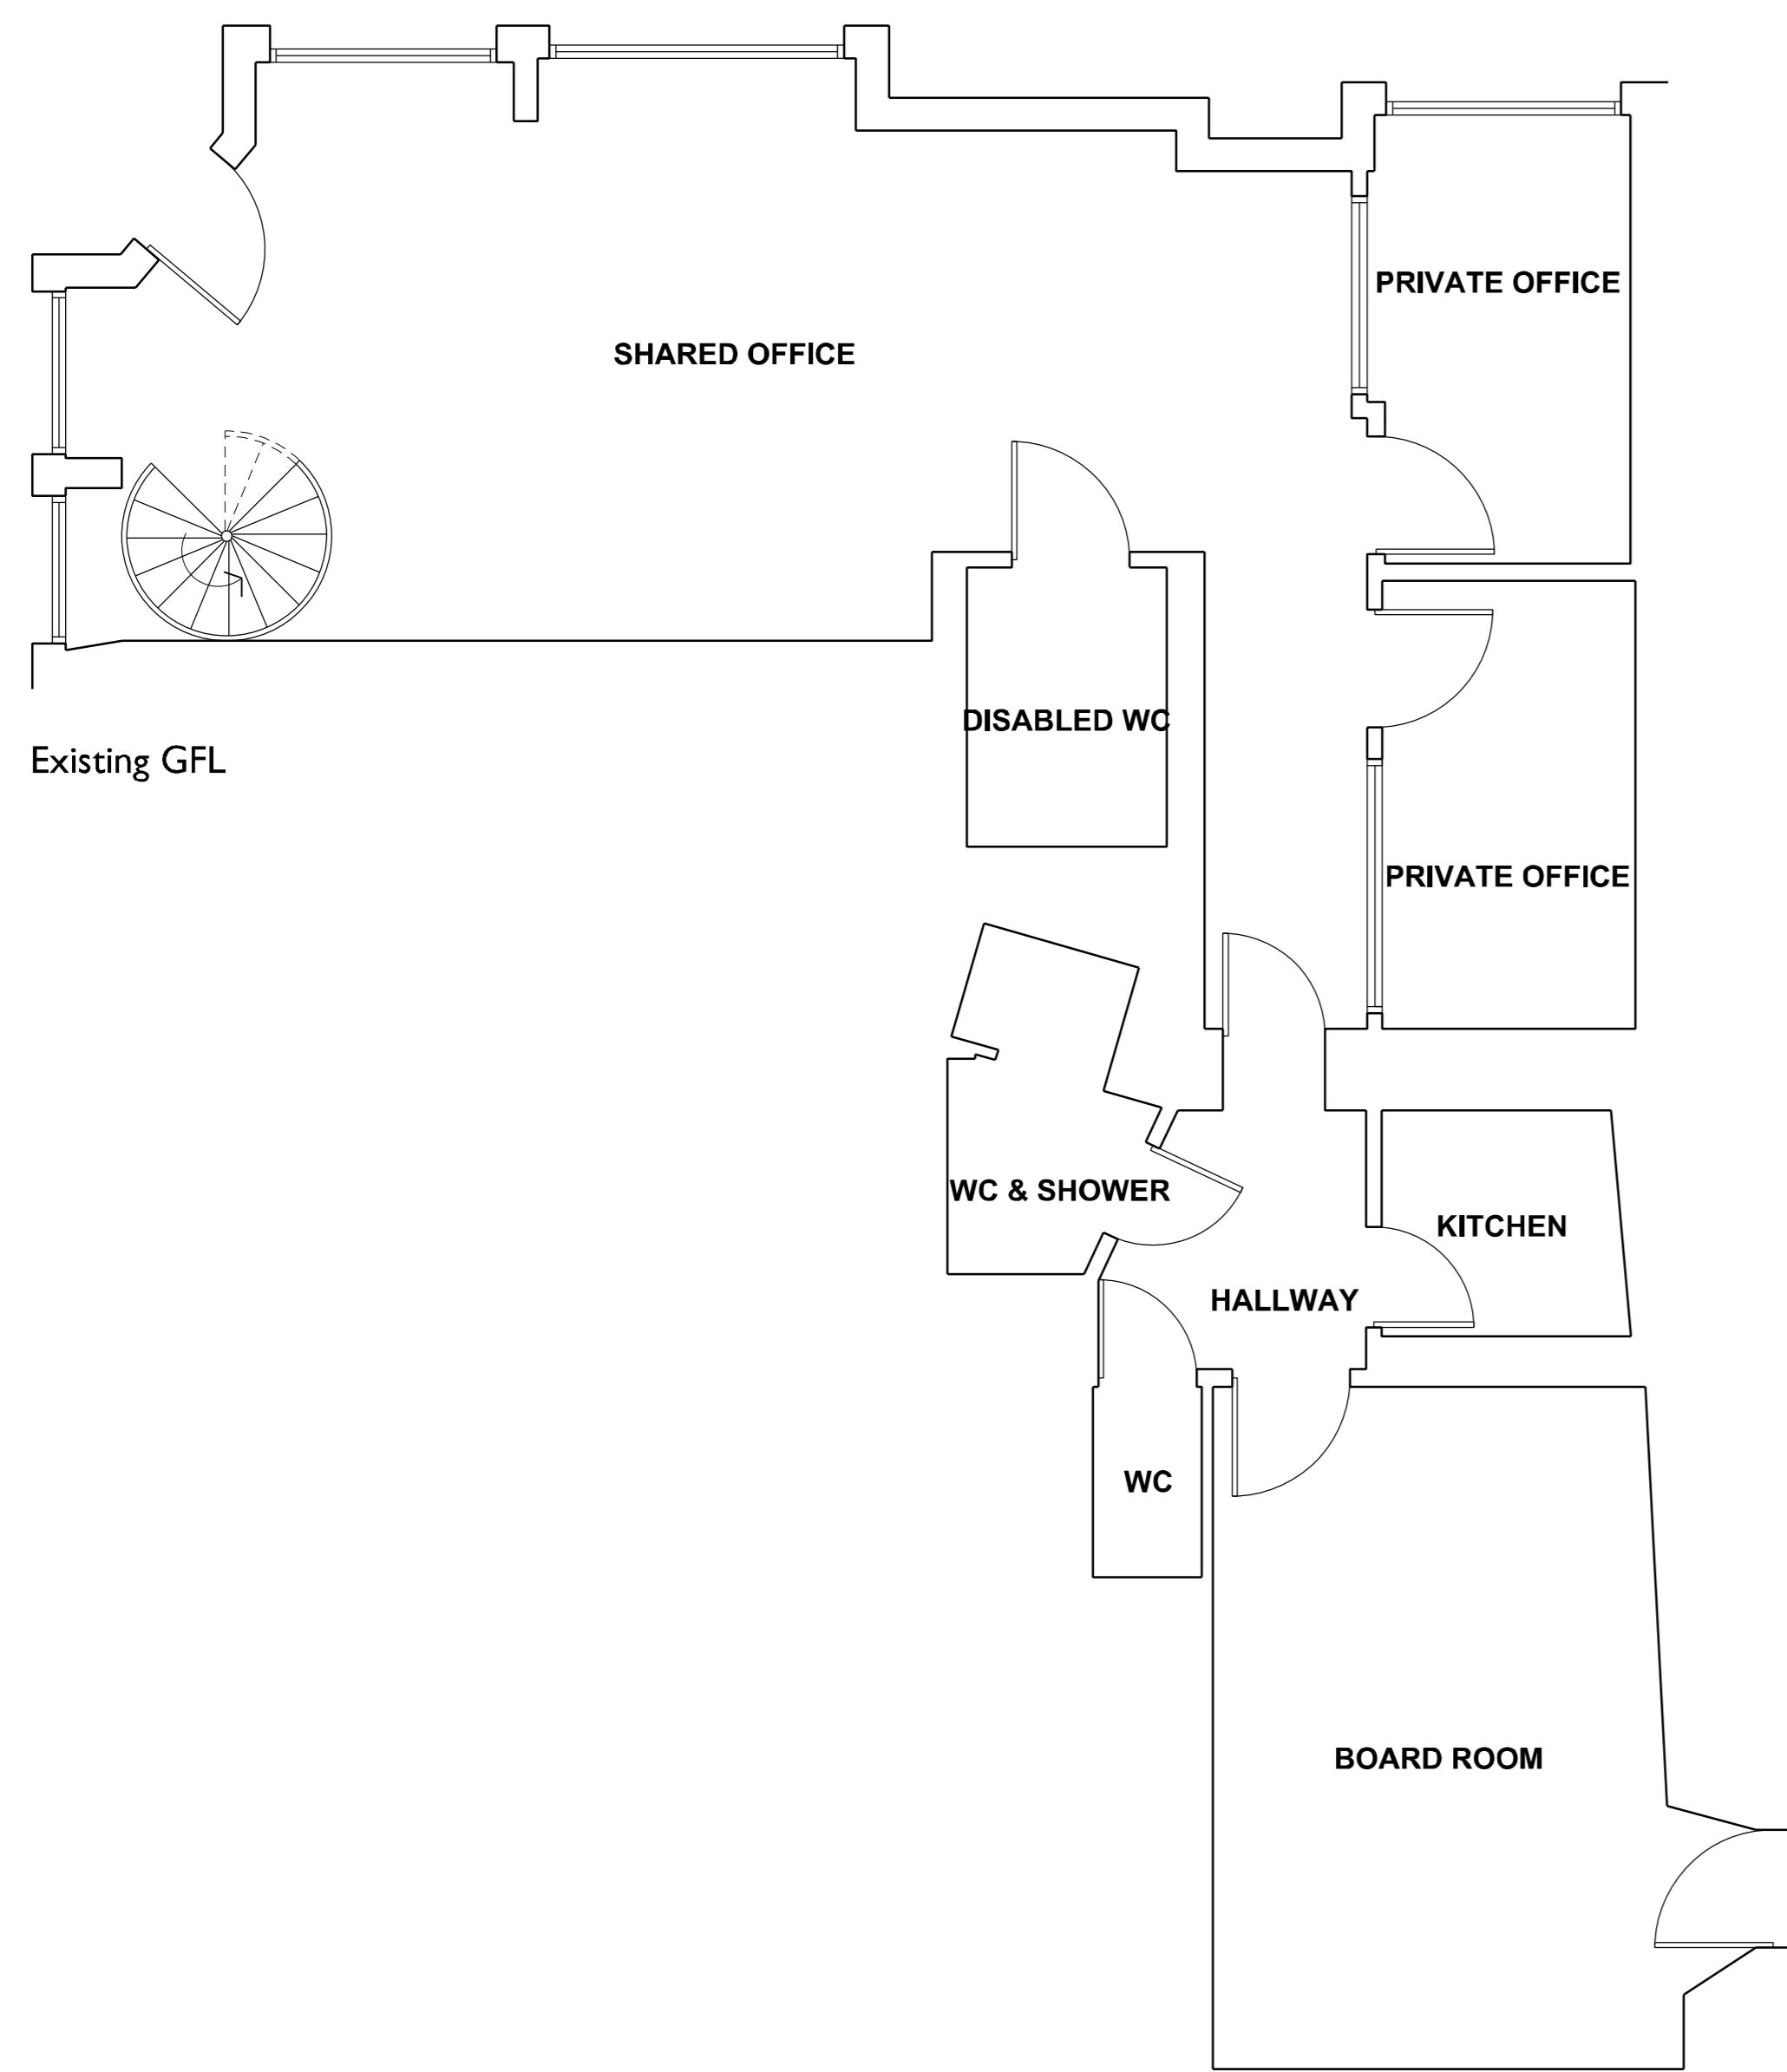 PRIVATE OFFICE
SHARED OFFICE
DISABLED WC
Existing GFL
PRIVATE OFFICE
WC & SHOWER
KITCHEN
HALLWAY
WC
BOARD ROOM